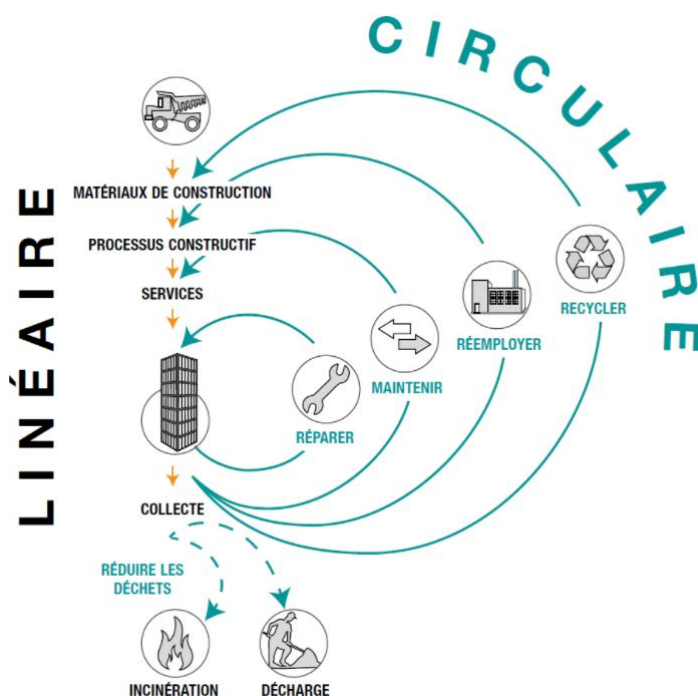 CIRCULAIRE
LINÉAIRE
MATÉRIAUX DE CONSTRUCTION
PROCESSUS CONSTRUCTIF
SERVICES
RECYCLER
RÉEMPLOYER
MAINTENIR
RÉPARER
COLLECTE
RÉDUIRE LES
DÉCHETS
INCINÉRATION
DÉCHARGE